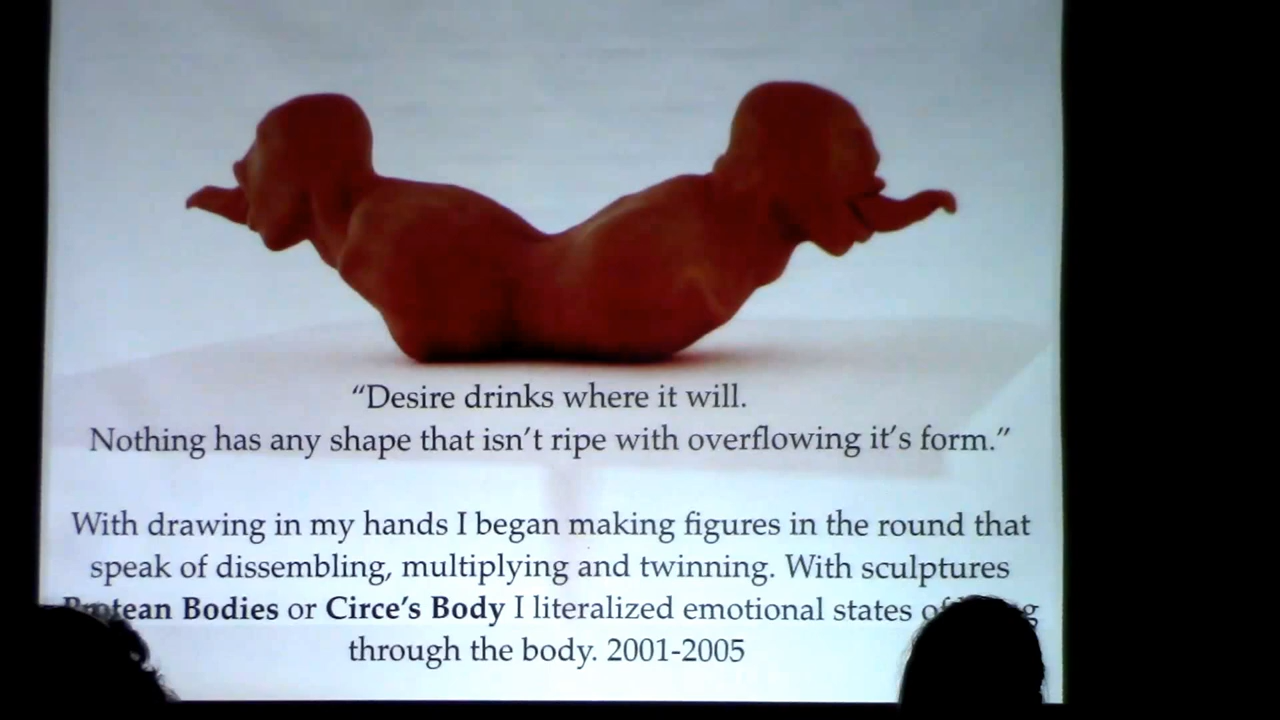 “Desire drinks where it will.
Nothing has any shape that isn’t ripe with overflowing it’s form.”
With drawing in my hands I began making figures in the round that
speak of dissembling, multiplying and twinning. With sculptures
Protean Bodies or Circe’s Body I literalized emotional states of
through the body. 2001-2005